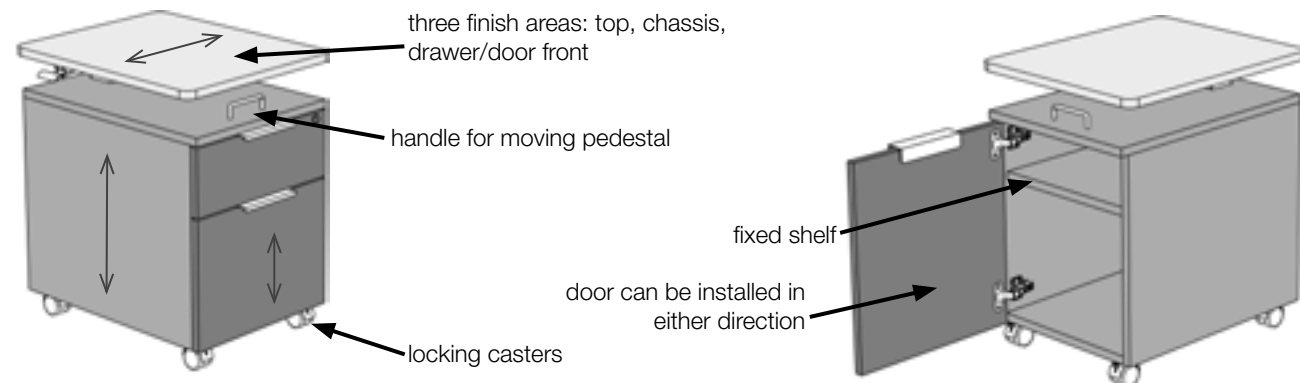 three finish areas: top, chassis,
drawer/door front
handle for moving pedestal
locking casters
fixed shelf
door can be installed in
either direction